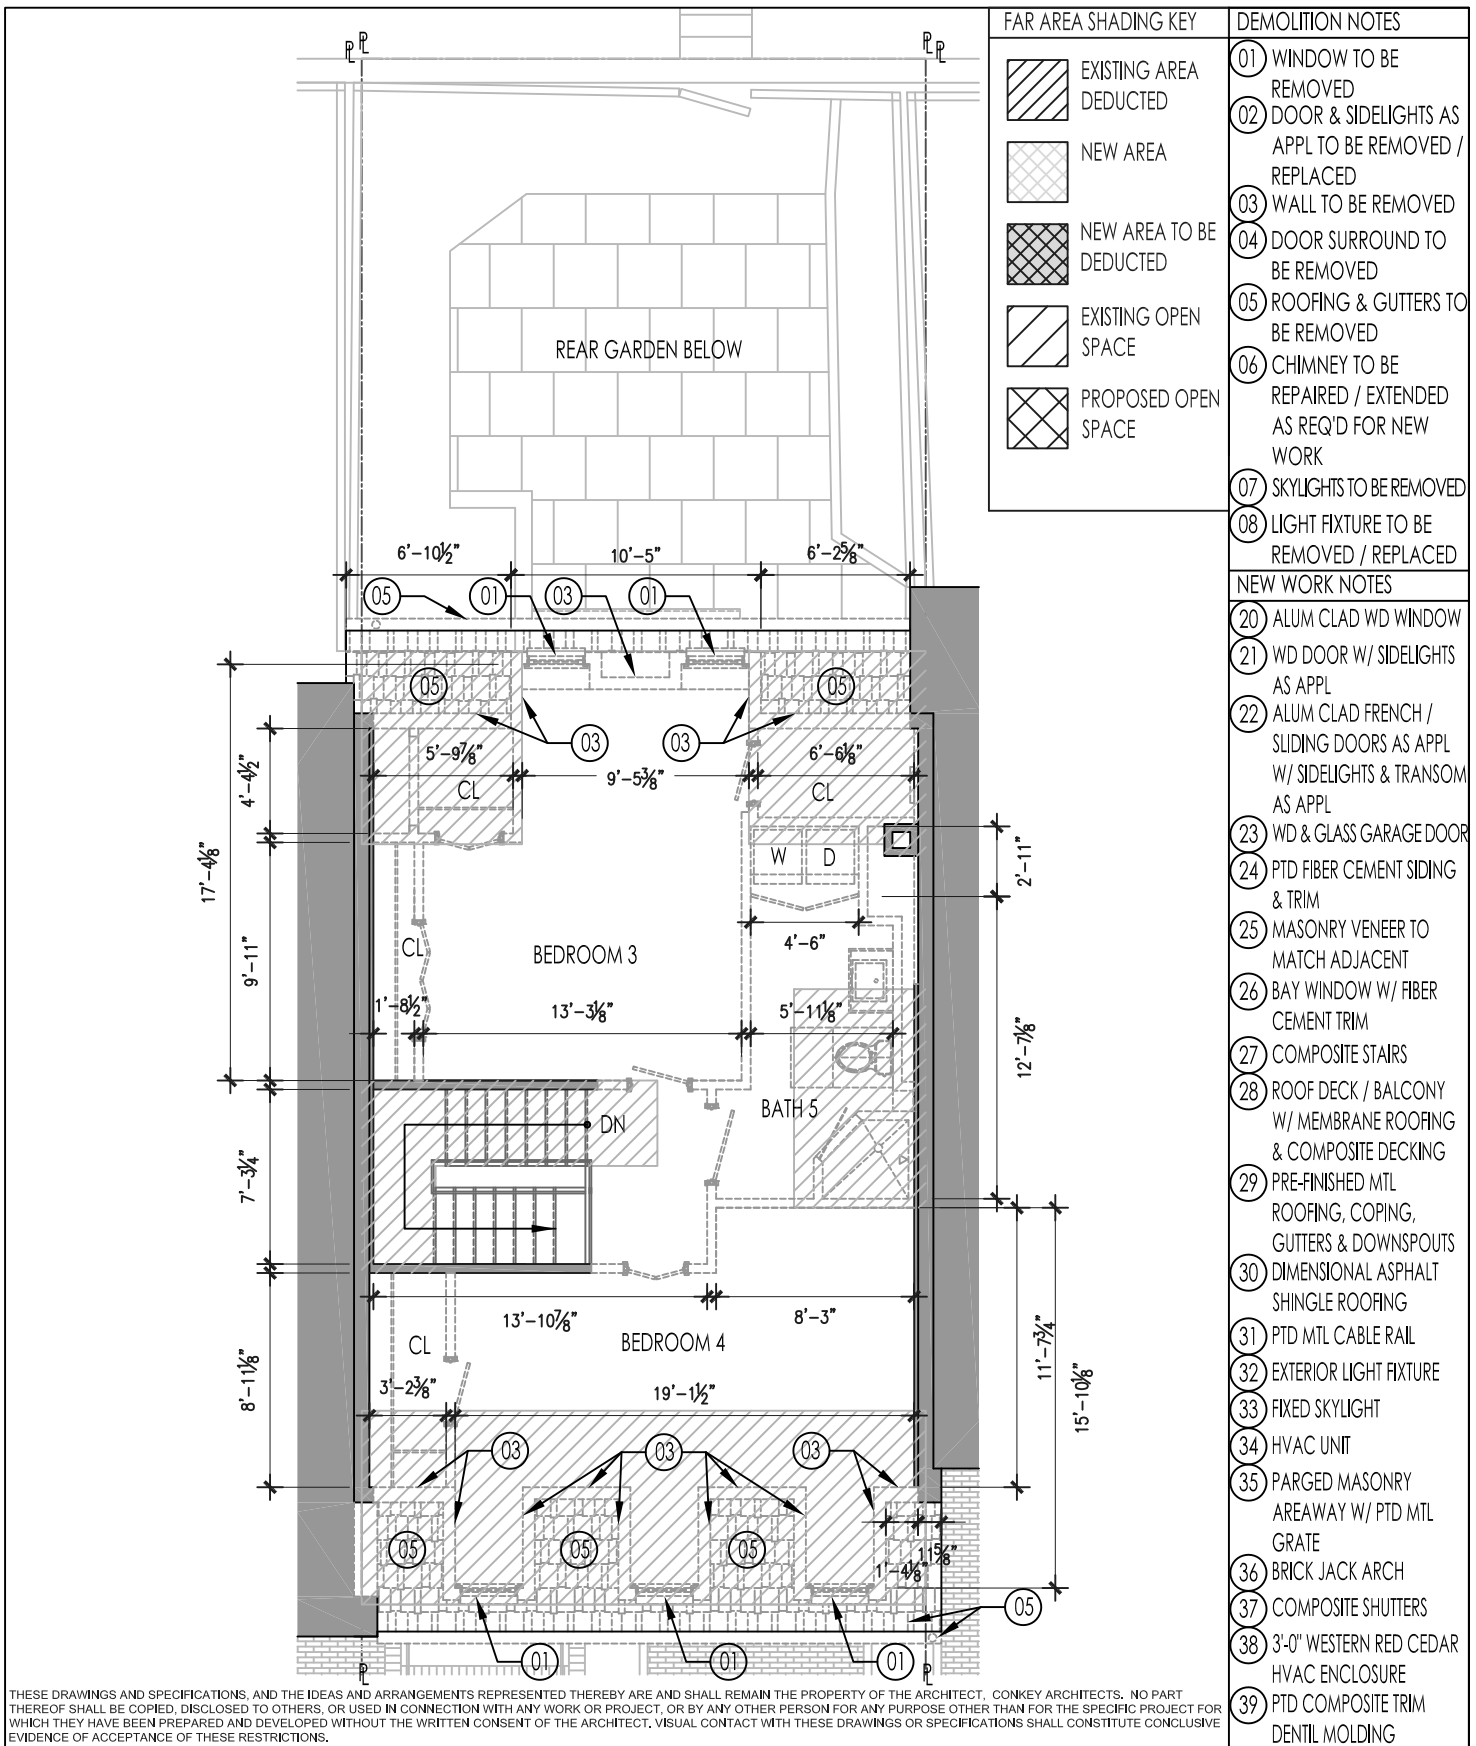 FAR AREA SHADING KEY
EXISTING AREA
DEDUCTED
NEW AREA
NEW AREA TO BE
DEDUCTED
EXISTING OPEN
SPACE
PROPOSED OPEN
SPACE
DEMOLITION NOTES
01 WINDOW TO BE
REMOVED
02 DOOR & SIDELIGHTS AS
APPL TO BE REMOVED /
REPLACED
03 WALL TO BE REMOVED
04 DOOR SURROUND TO
BE REMOVED
05 ROOFING & GUTTERS TO
BE REMOVED
06 CHIMNEY TO BE
REPAIRED / EXTENDED
AS REQ'D FOR NEW
WORK
07 SKYLIGHTS TO BE REMOVED
08 LIGHT FIXTURE TO BE
REMOVED / REPLACED
NEW WORK NOTES
20 ALUM CLAD WD WINDOW
21 WD DOOR W/ SIDELIGHTS
AS APPL
22 ALUM CLAD FRENCH /
SLIDING DOORS AS APPL
W/ SIDELIGHTS & TRANSOM
AS APPL
23 WD & GLASS GARAGE DOOR
24 PTD FIBER CEMENT SIDING
& TRIM
25 MASONRY VENEER TO
MATCH ADJACENT
26 BAY WINDOW W/ FIBER
CEMENT TRIM
27 COMPOSITE STAIRS
28 ROOF DECK / BALCONY
W/ MEMBRANE ROOFING
& COMPOSITE DECKING
29 PRE-FINISHED MTL
ROOFING, COPING,
GUTTERS & DOWNSPOUTS
30 DIMENSIONAL ASPHALT
SHINGLE ROOFING
31 PTD MTL CABLE RAIL
32 EXTERIOR LIGHT FIXTURE
33 FIXED SKYLIGHT
34 HVAC UNIT
35 PARGED MASONRY
AREAWAY W/ PTD MTL
GRATE
36 BRICK JACK ARCH
37 COMPOSITE SHUTTERS
38 3'-0" WESTERN RED CEDAR
HVAC ENCLOSURE
39 PTD COMPOSITE TRIM
DENTIL MOLDING
PL PL PL PL
REAR GARDEN BELOW
6'-10½" 10'-5" 6'-2⅝"
05 01 03 01
05 05
03 03
5'-9⅞" 9'-5⅜" 6'-6⅛"
CL CL
4'-4½"
17'-4⅛"
W D
2'-11"
4'-6"
9'-11"
CL BEDROOM 3
1'-8½" 13'-3⅛" 5'-11⅛"
12'-7⅛"
BATH 5
DN
7'-3¼"
13'-10⅞" 8'-3"
BEDROOM 4
CL
3'-2⅜" 19'-1½"
8'-11⅛"
11'-7¾"
15'-10⅛"
03 03 03
05 05 05
11⅝"
1'-4⅛"
05
01 01 01
PL PL
THESE DRAWINGS AND SPECIFICATIONS, AND THE IDEAS AND ARRANGEMENTS REPRESENTED THEREBY ARE AND SHALL REMAIN THE PROPERTY OF THE ARCHITECT, CONKEY ARCHITECTS. NO PART
THEREOF SHALL BE COPIED, DISCLOSED TO OTHERS, OR USED IN CONNECTION WITH ANY WORK OR PROJECT, OR BY ANY OTHER PERSON FOR ANY PURPOSE OTHER THAN FOR THE SPECIFIC PROJECT FOR
WHICH THEY HAVE BEEN PREPARED AND DEVELOPED WITHOUT THE WRITTEN CONSENT OF THE ARCHITECT. VISUAL CONTACT WITH THESE DRAWINGS OR SPECIFICATIONS SHALL CONSTITUTE CONCLUSIVE
EVIDENCE OF ACCEPTANCE OF THESE RESTRICTIONS.